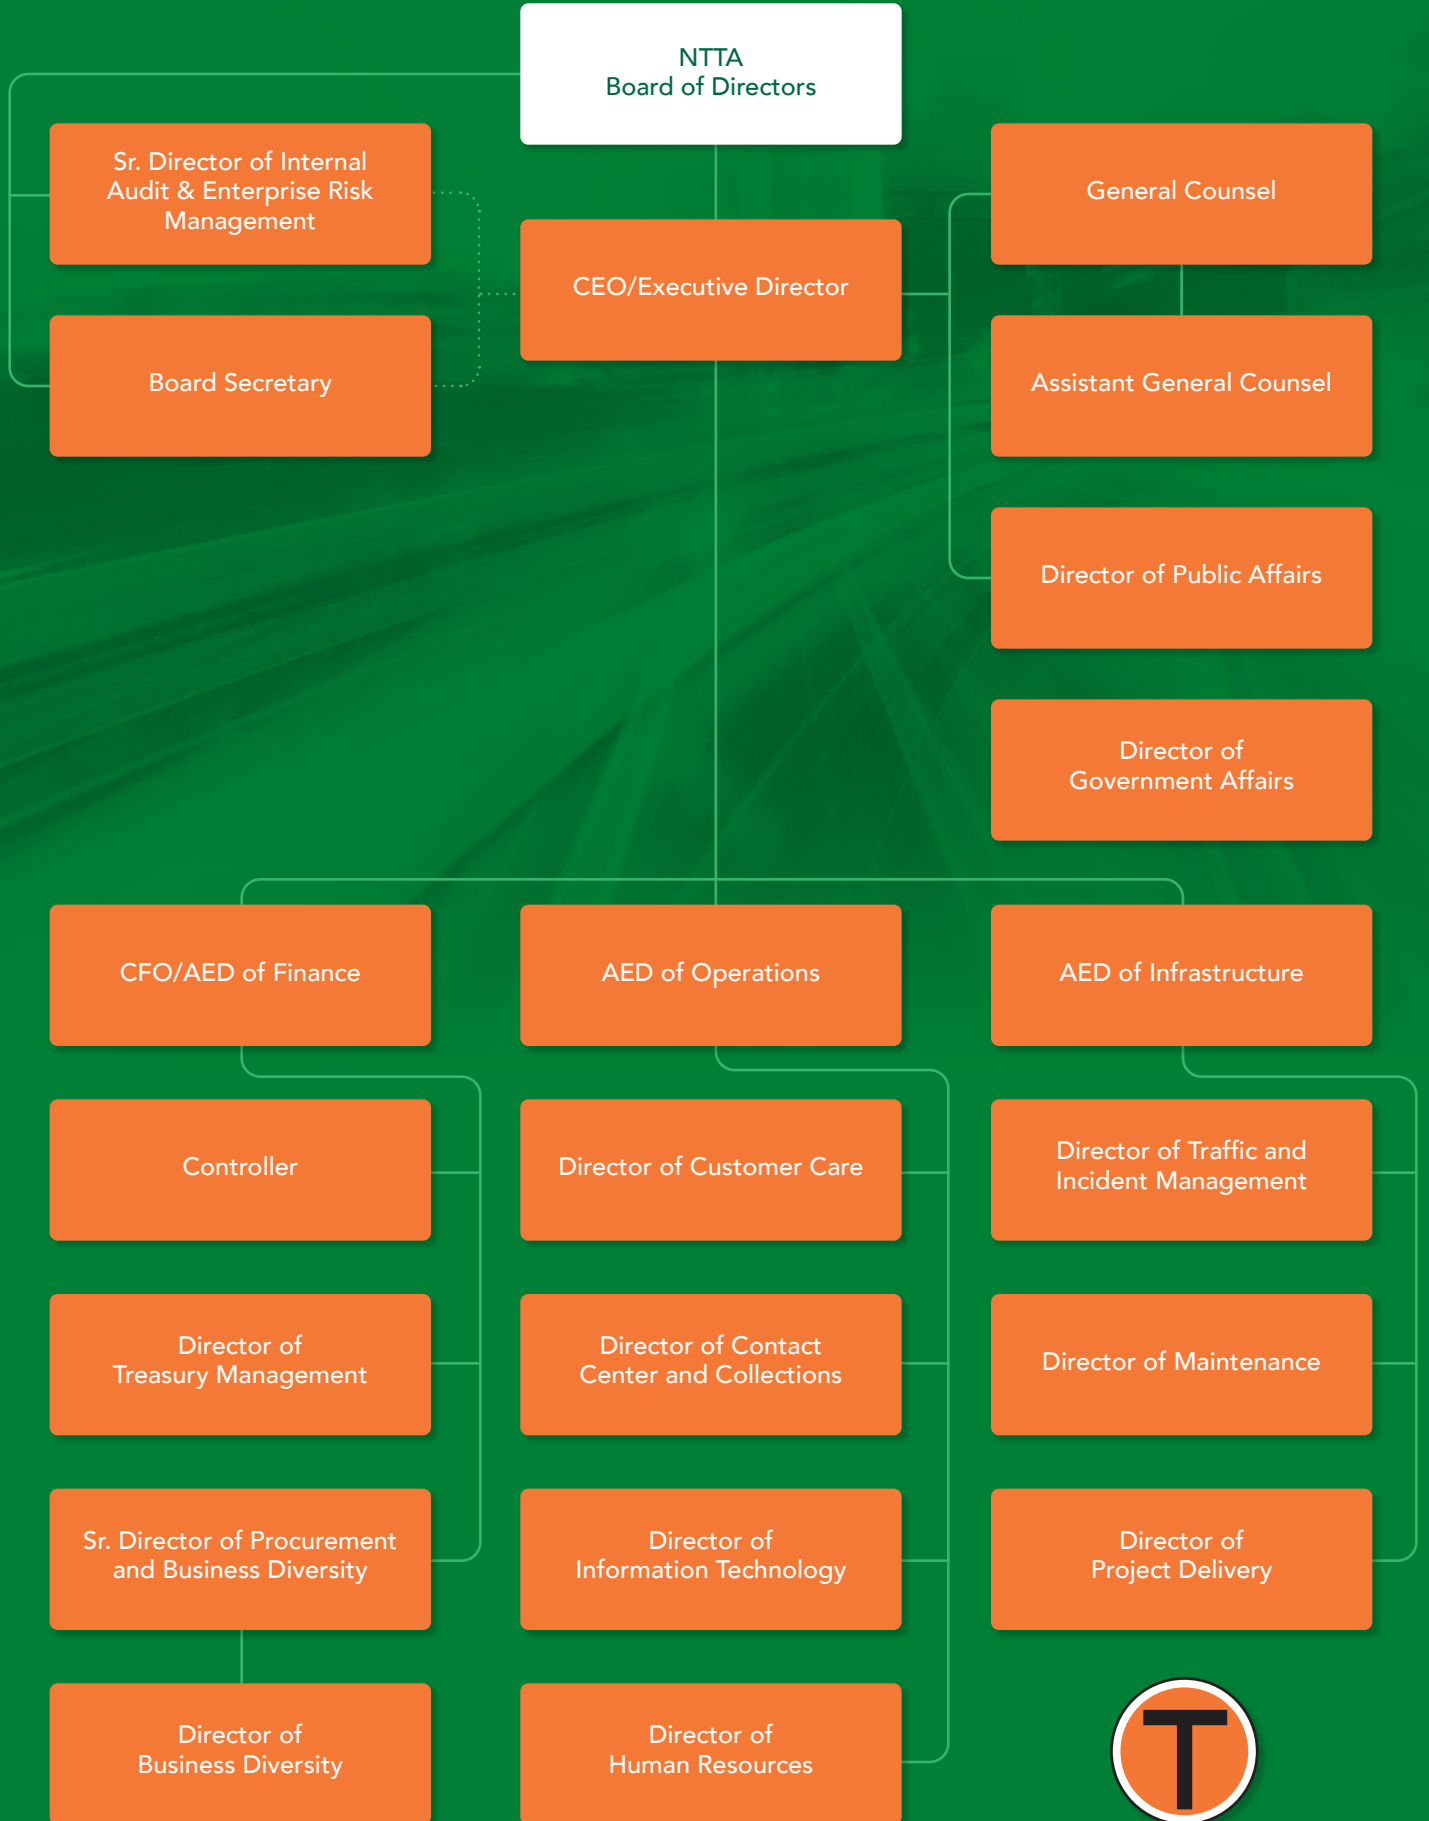 NTTA
Board of Directors
Sr. Director of Internal
Audit & Enterprise Risk
Management
General Counsel
CEO/Executive Director
Board Secretary
Assistant General Counsel
Director of Public Affairs
Director of
Government Affairs
CFO/AED of Finance
AED of Operations
AED of Infrastructure
Controller
Director of Customer Care
Director of Traffic and
Incident Management
Director of
Treasury Management
Director of Contact
Center and Collections
Director of Maintenance
Sr. Director of Procurement
and Business Diversity
Director of
Information Technology
Director of
Project Delivery
Director of
Business Diversity
Director of
Human Resources
T